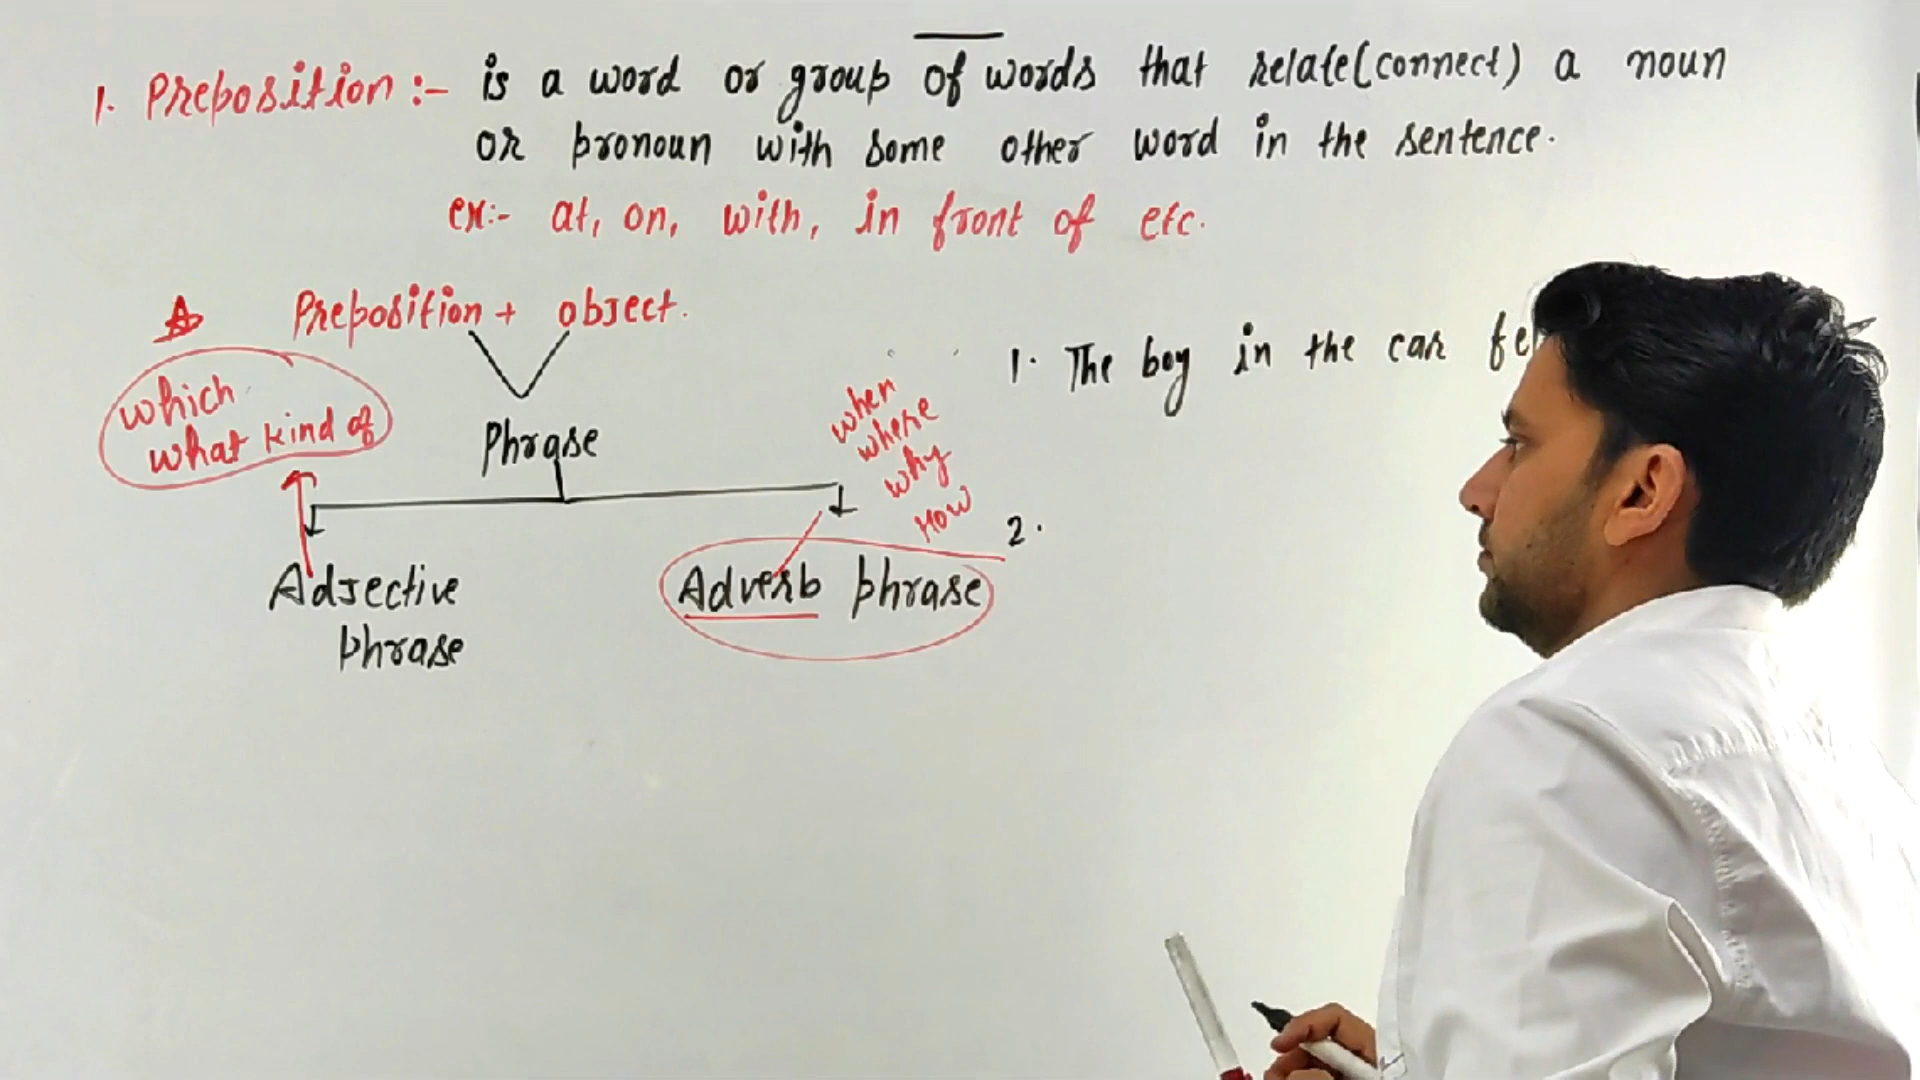 1. Preposition :- is a word or group of words that relate(connect) a noun
or pronoun with some other word in the sentence.
ex:- at, on, with, in front of etc.
Preposition + object.
which
what kind of
Phrase
when
where
why
How
Adjective
phrase
Adverb phrase
1. The boy in the car
2.